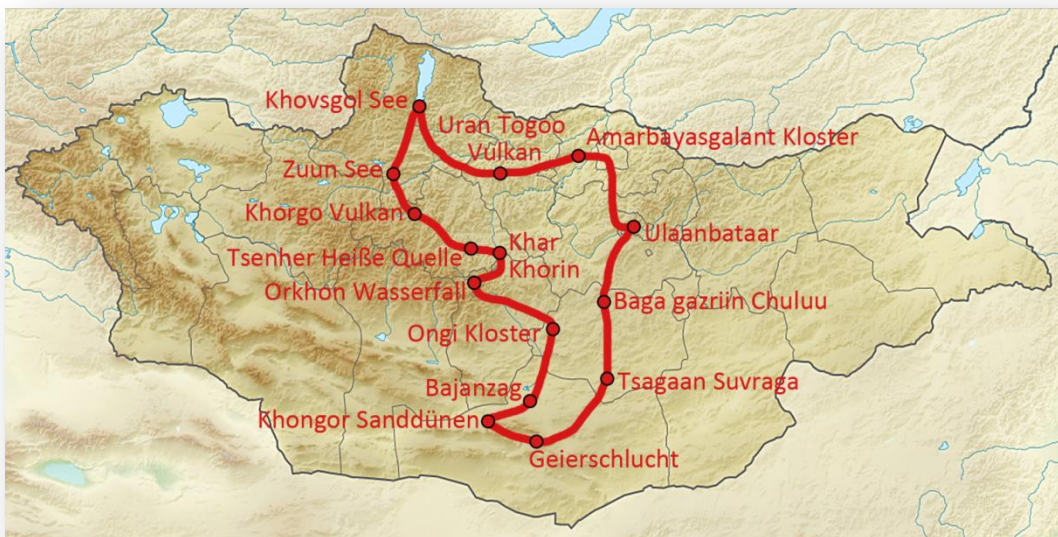 Khovsgol See
Uran Togoo
Vulkan
Amarbayasgalant Kloster
Zuun See
Khorgo Vulkan
Ulaanbataar
Tsenher Heiße Quelle
Khar
Khorin
Orkhon Wasserfall
Baga gazriin Chuluu
Ongi Kloster
Bajanzag
Tsagaan Suvraga
Khongor Sanddünen
Geierschlucht